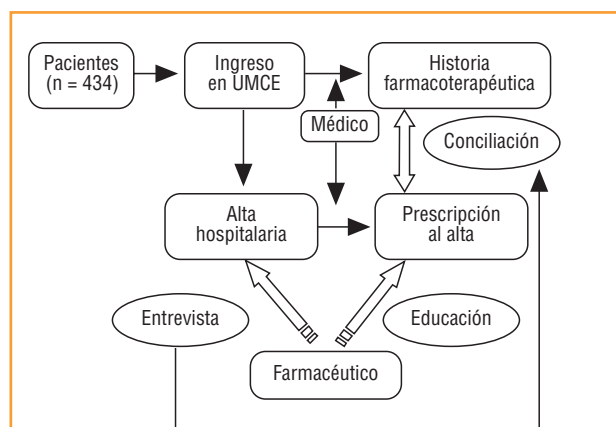 Pacientes
(n = 434)
Ingreso
en UMCE
Historia
farmacoterapéutica
Médico
Conciliación
Alta
hospitalaria
Prescripción
al alta
Entrevista
Educación
Farmacéutico